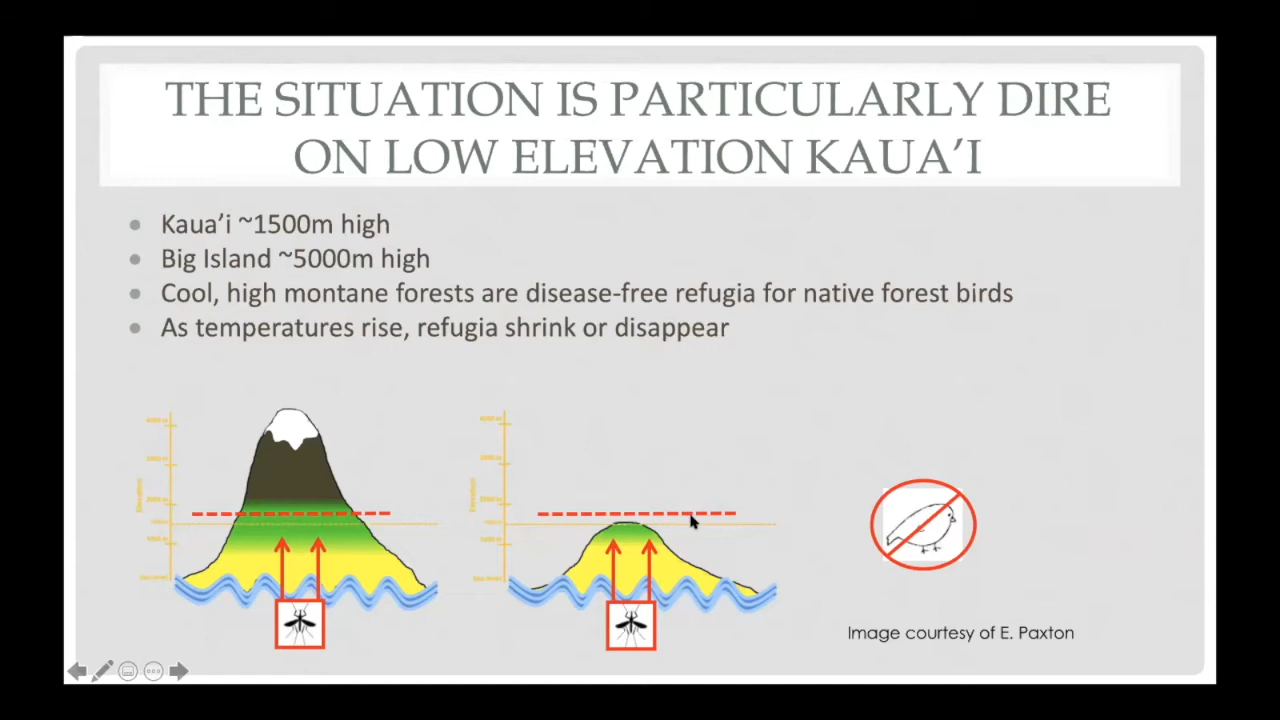 THE SITUATION IS PARTICULARLY DIRE
ON LOW ELEVATION KAUA’I
Kaua’i ~1500m high
Big Island ~5000m high
Cool, high montane forests are disease-free refugia for native forest birds
As temperatures rise, refugia shrink or disappear
Elevation
Elevation
Image courtesy of E. Paxton